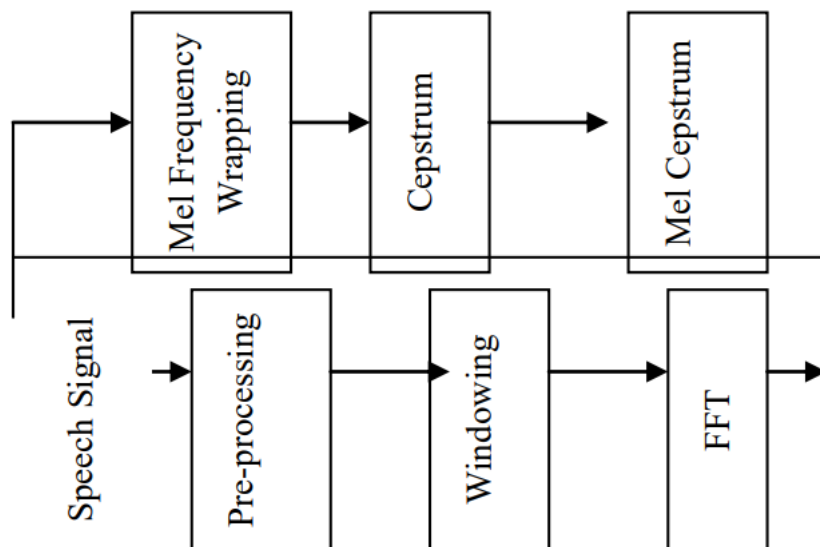 Mel Frequency
Wrapping
Cepstrum
Mel Cepstrum
Speech Signal
Pre-processing
Windowing
FFT